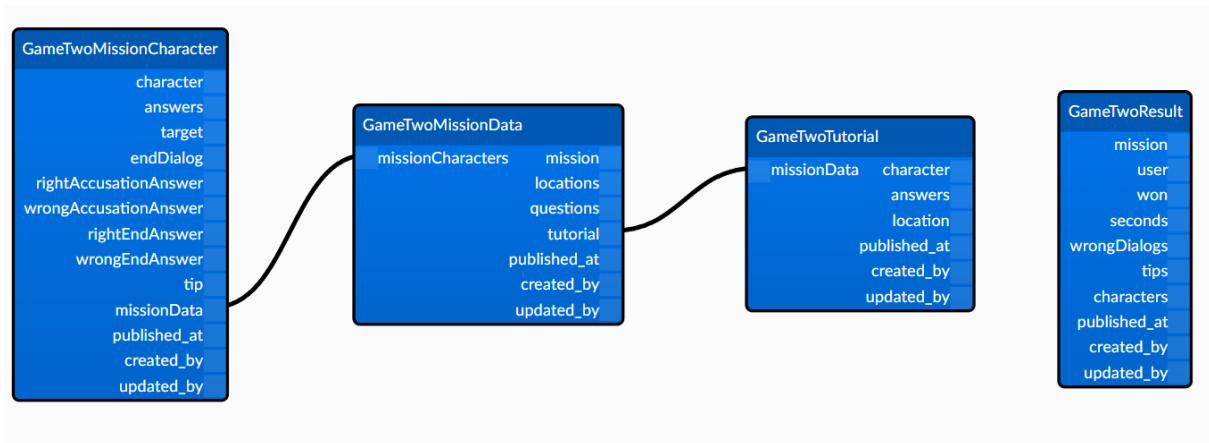 GameTwoMissionCharacter
character
answers
target
endDialog
rightAccusationAnswer
wrongAccusationAnswer
rightEndAnswer
wrongEndAnswer
tip
missionData
published_at
created_by
updated_by
GameTwoMissionData
missionCharacters mission
locations
questions
tutorial
published_at
created_by
updated_by
GameTwoTutorial
missionData character
answers
location
published_at
created_by
updated_by
GameTwoResult
mission
user
won
seconds
wrongDialogs
tips
characters
published_at
created_by
updated_by